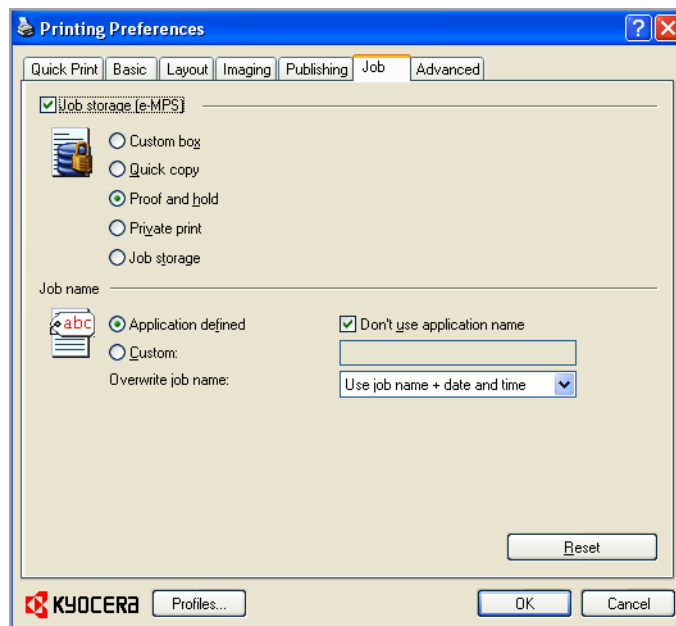 Printing Preferences
Quick Print Basic Layout Imaging Publishing Job Advanced
Job storage (e-MPS)
Custom box
Quick copy
Proof and hold
Private print
Job storage
Job name
abc
Application defined Don't use application name
Custom:
Overwrite job name: Use job name + date and time
Reset
KYOCERA Profiles... OK Cancel